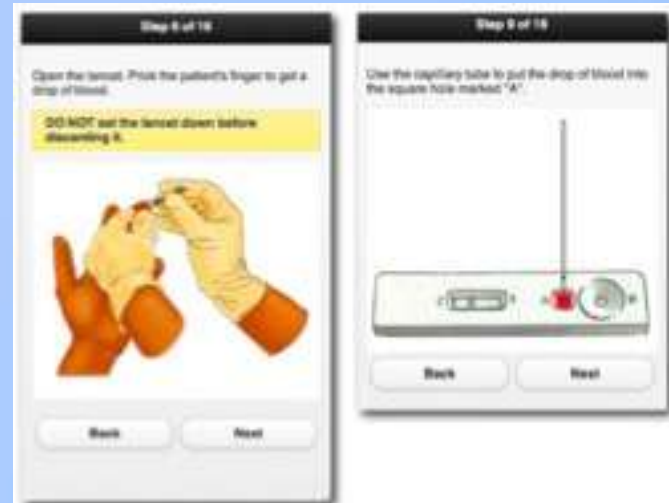 Step 6 of 16
Open the lancet. Prick the patient's finger to get a
drop of blood.
DO NOT set the lancet down before
discarding it.
Back Next
Step 9 of 16
Use the capillary tube to put the drop of blood into
the square hole marked "A".
C T A B
Back Next